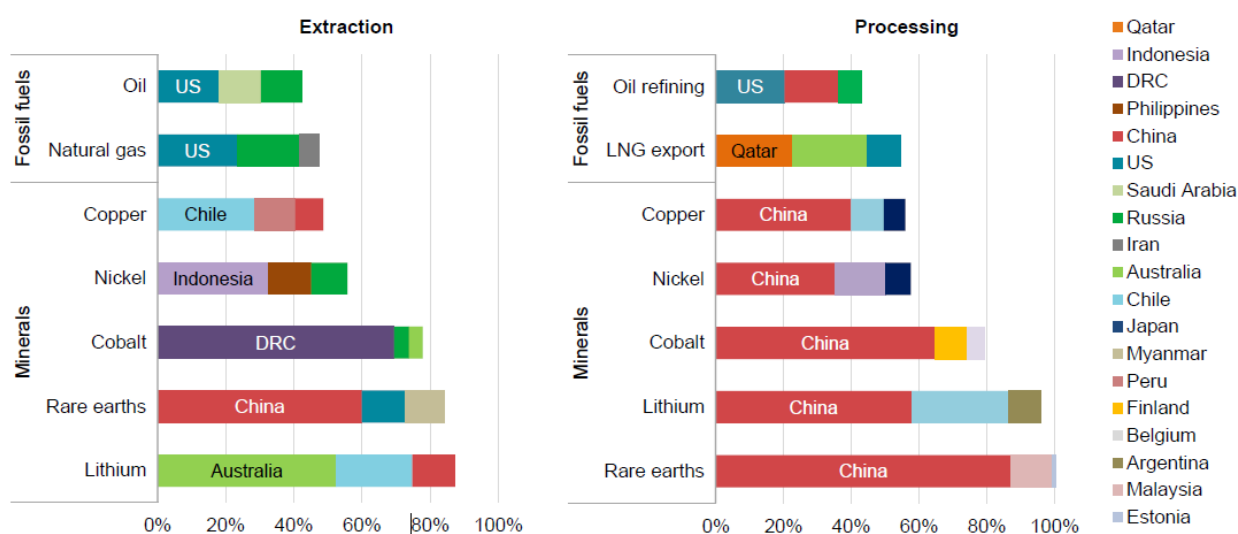 Extraction
Fossil fuels
Oil
US
Natural gas
US
Minerals
Copper
Chile
Nickel
Indonesia
Cobalt
DRC
Rare earths
China
Lithium
Australia
0% 20% 40% 60% 80% 100%
Processing
Fossil fuels
Oil refining
US
LNG export
Qatar
Minerals
Copper
China
Nickel
China
Cobalt
China
Lithium
China
Rare earths
China
0% 20% 40% 60% 80% 100%
Qatar
Indonesia
DRC
Philippines
China
US
Saudi Arabia
Russia
Iran
Australia
Chile
Japan
Myanmar
Peru
Finland
Belgium
Argentina
Malaysia
Estonia